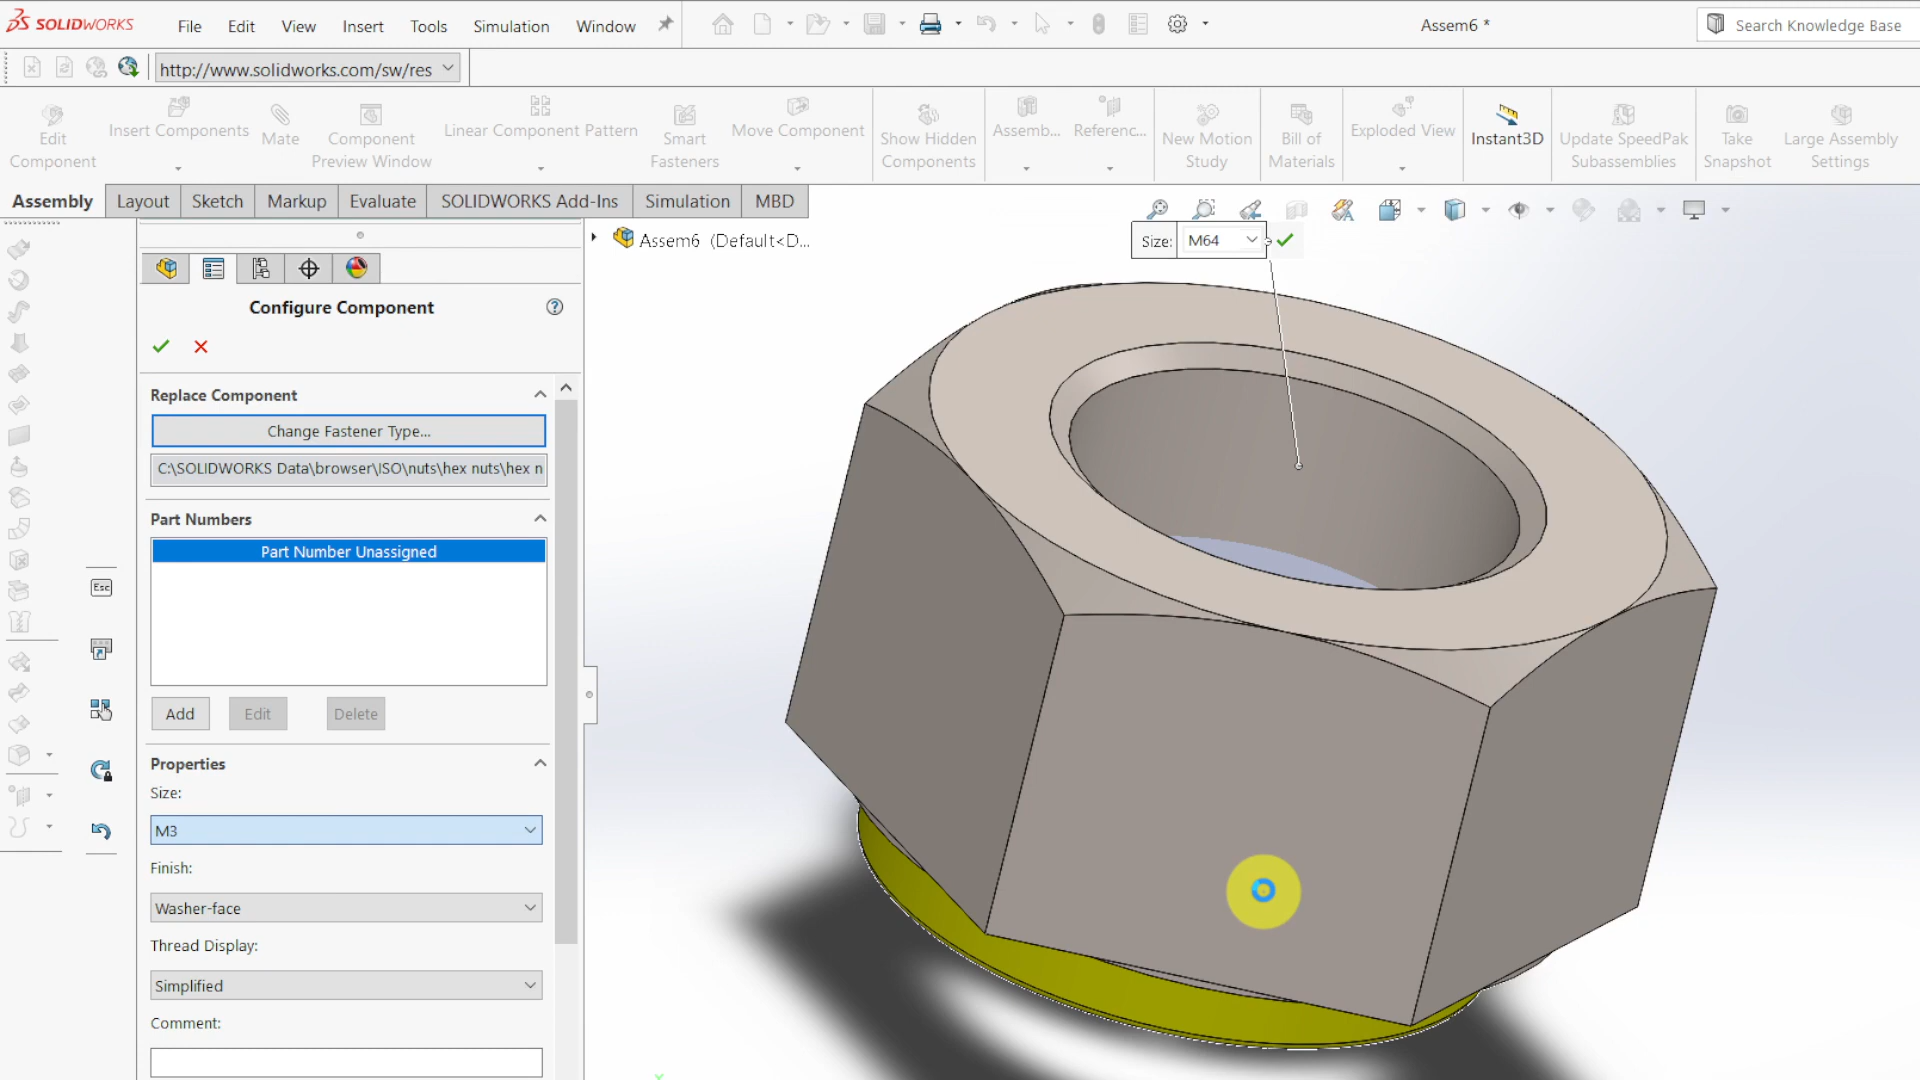 SOLIDWORKS File Edit View Insert Tools Simulation Window Assem6 * Search Knowledge Base
http://www.solidworks.com/sw/res
Edit Component
Insert Components
Mate
Component Preview Window
Linear Component Pattern
Smart Fasteners
Move Component
Show Hidden Components
Assemb...
Referenc...
New Motion Study
Bill of Materials
Exploded View
Instant3D
Update SpeedPak Subassemblies
Take Snapshot
Large Assembly Settings
Assembly Layout Sketch Markup Evaluate SOLIDWORKS Add-Ins Simulation MBD
Assem6 (Default<D...
Size: M64
Configure Component
Replace Component
Change Fastener Type...
C:\SOLIDWORKS Data\browser\ISO\nuts\hex nuts\hex n
Part Numbers
Part Number Unassigned
Esc
Add Edit Delete
Properties
Size:
M3
Finish:
Washer-face
Thread Display:
Simplified
Comment: